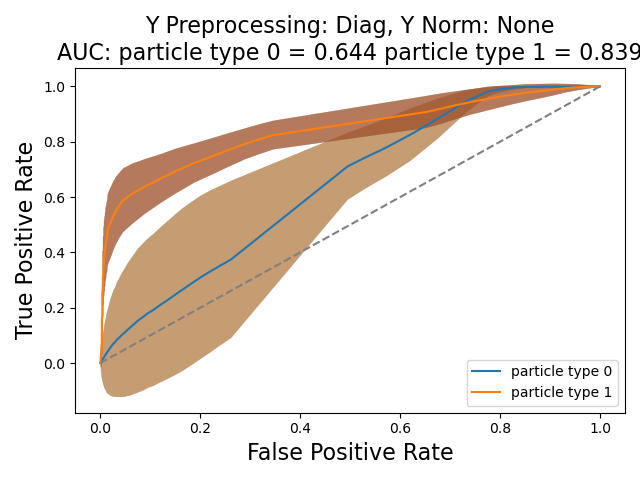 Y Preprocessing: Diag, Y Norm: None
AUC: particle type 0 = 0.644 particle type 1 = 0.839
1.0
0.8
0.6
0.4
0.2
0.0
True Positive Rate
0.0 0.2 0.4 0.6 0.8 1.0
False Positive Rate
particle type 0
particle type 1